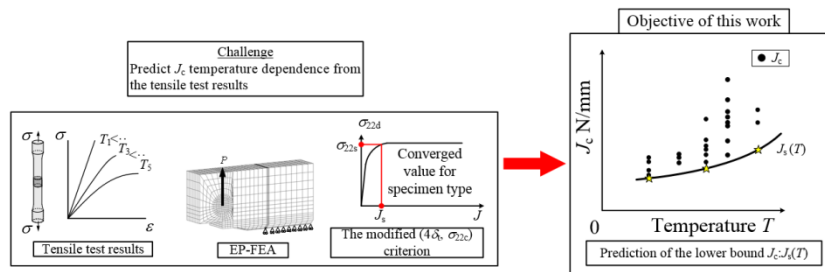 Challenge
Predict Jc temperature dependence from
the tensile test results
σ
σ
T1<··
T3<··
T5
σ
ε
Tensile test results
P
EP-FEA
σ22d
σ22s
Converged
value for
specimen type
Js
J
The modified (4δt, σ22c)
criterion
Objective of this work
Jc N/mm
Jc
Js(T)
0
Temperature T
Prediction of the lower bound Jc:Js(T)